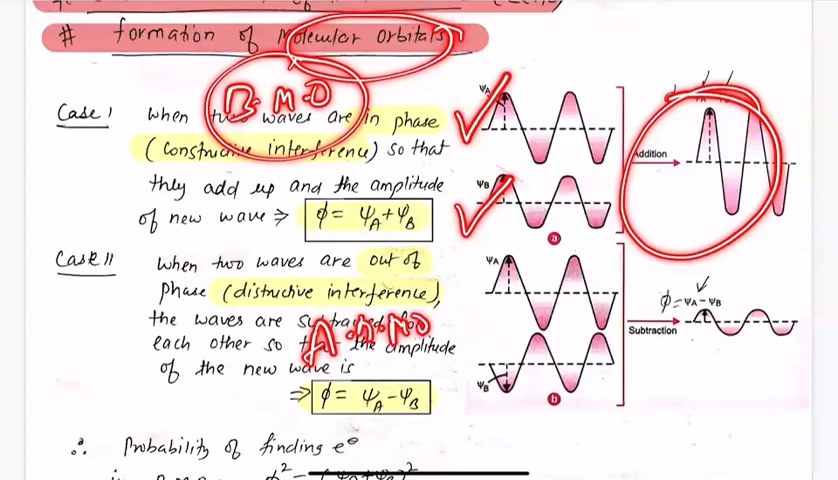 # formation of Molecular Orbitals
B.M.O
Case I when two waves are in phase
(Constructive interference) so that
they add up and the amplitude
of new wave ⇒ ϕ = ψA+ψB
Case II when two waves are out of
phase (distructive interference),
the waves are
each other so the amplitude
of the new wave is
⇒ ϕ = ψA-ψB
A.B.MO
∴ Probability of finding e⊖
ψA
ψB
Addition
a
ψA
ψB
b
Subtraction
ϕ=ψA-ψB